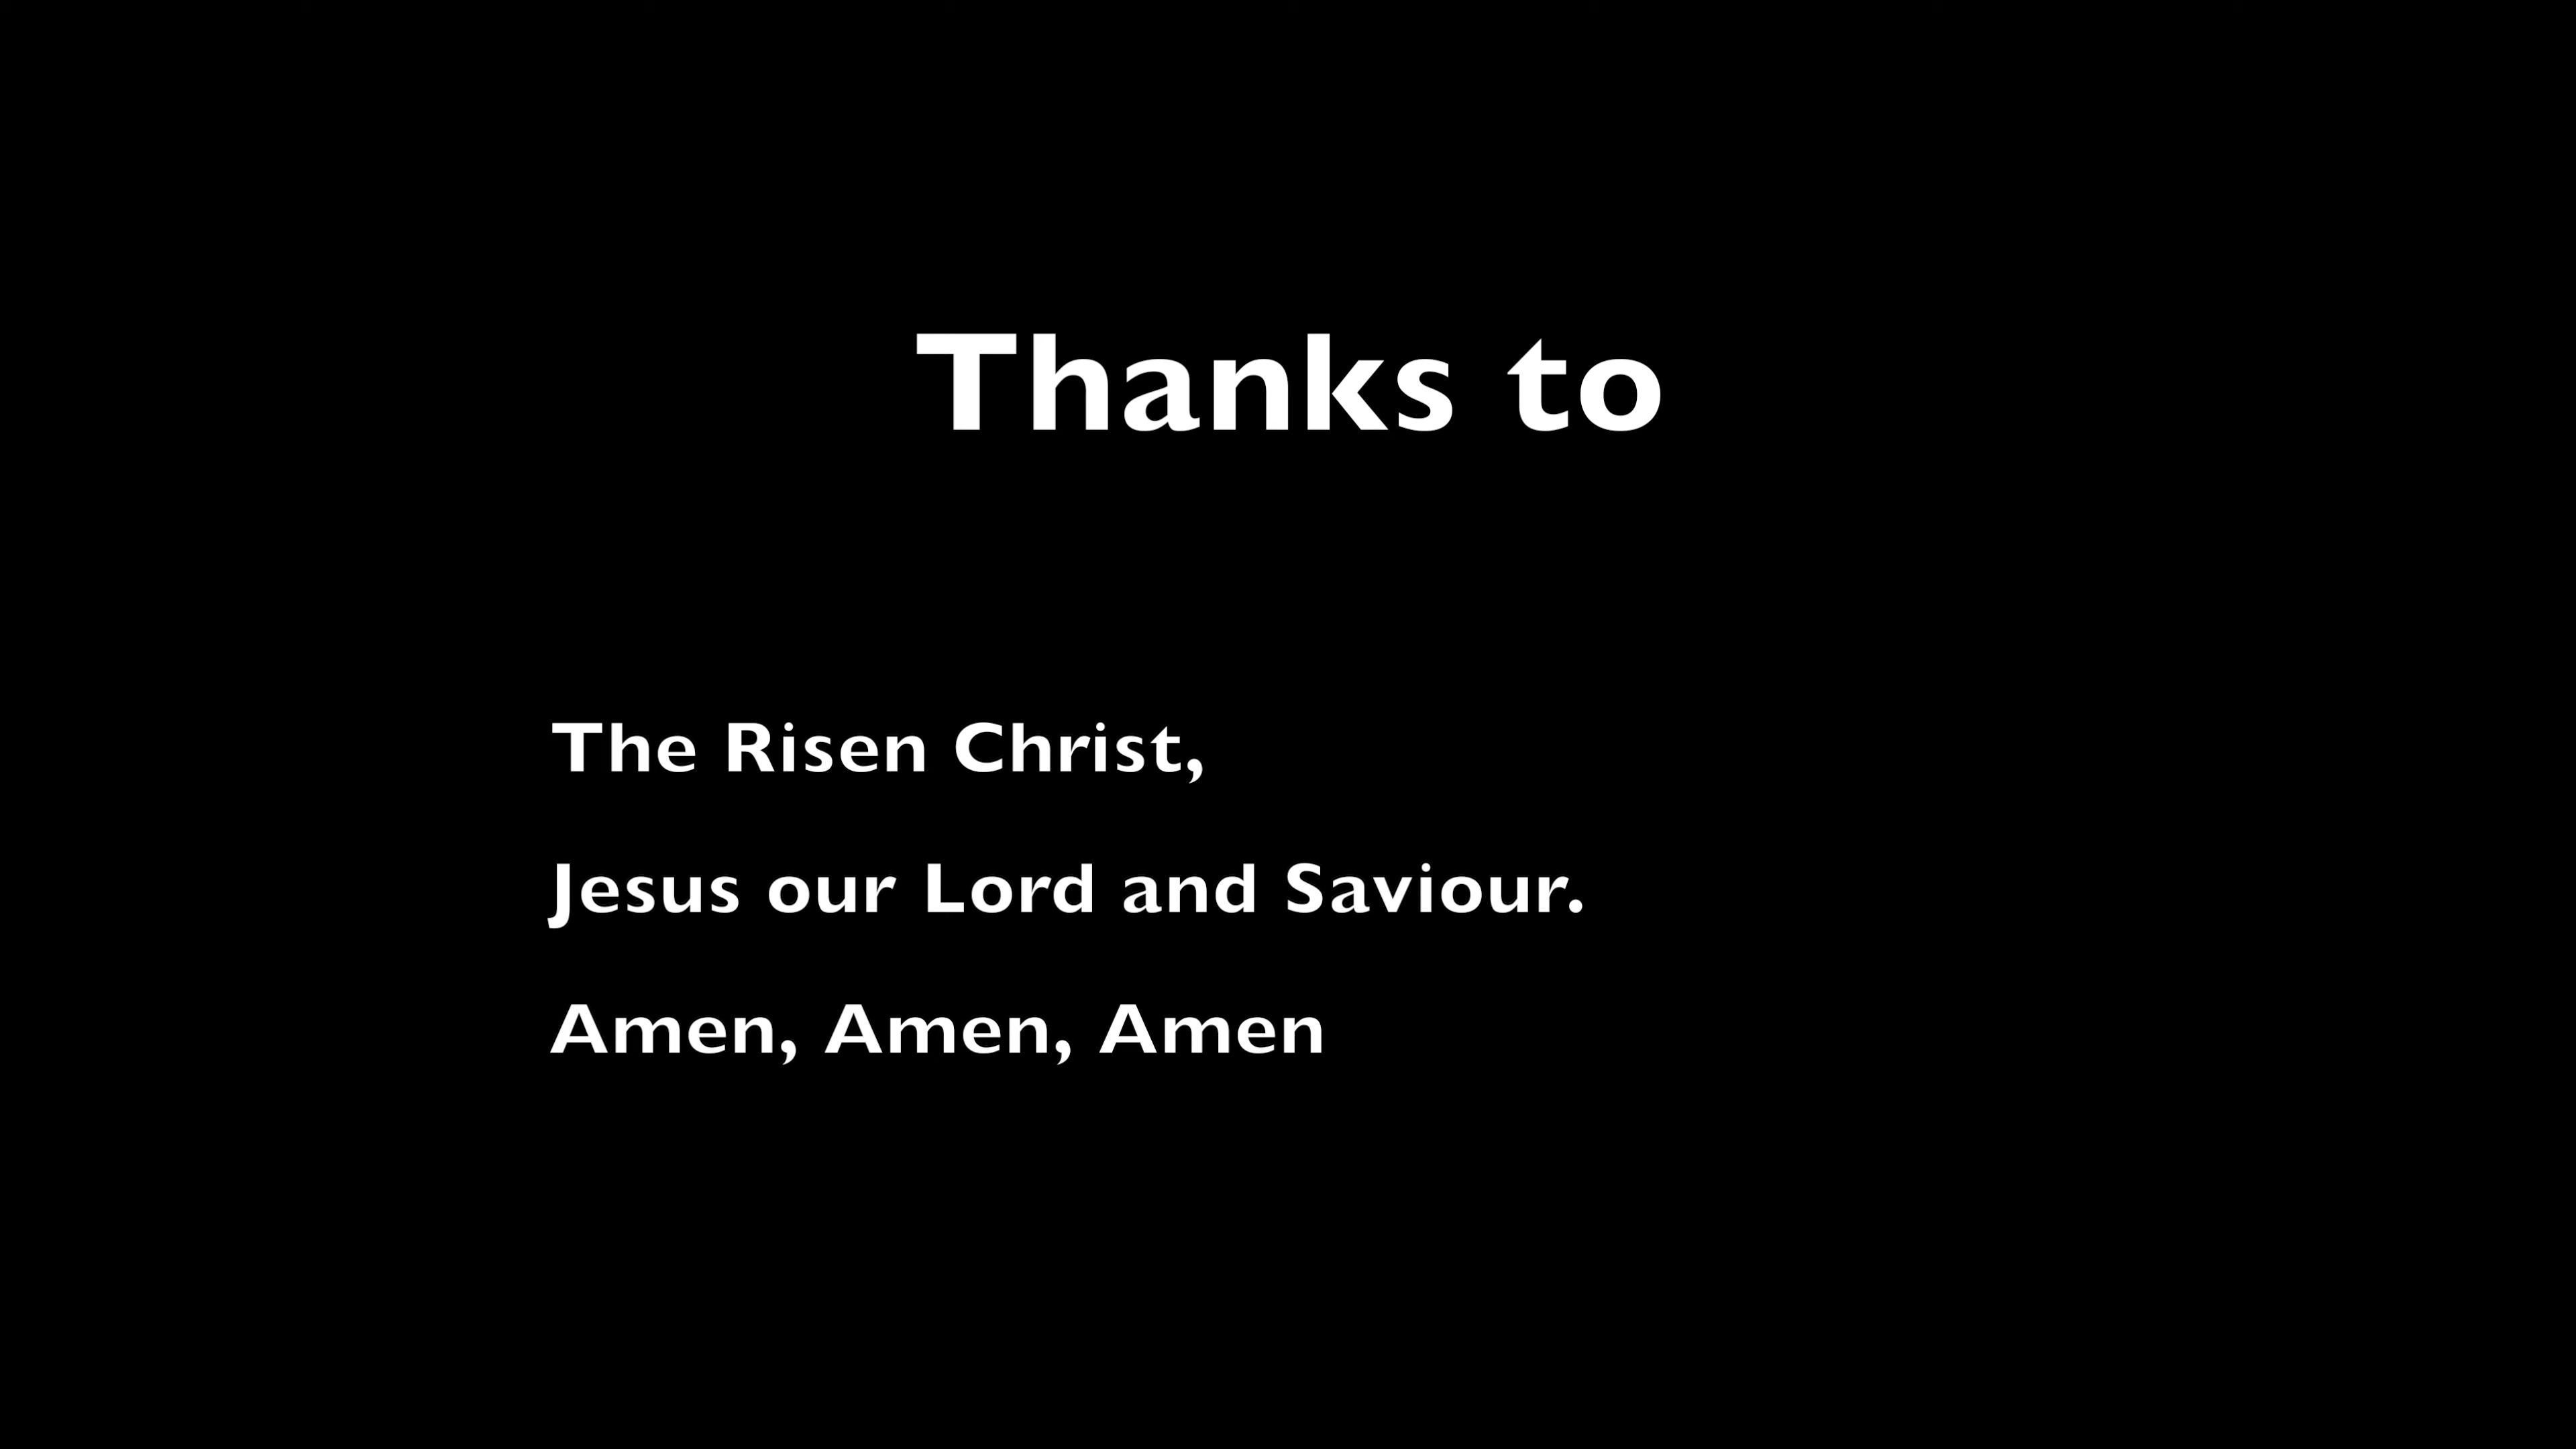 Thanks to
The Risen Christ,
Jesus our Lord and Saviour.
Amen, Amen, Amen